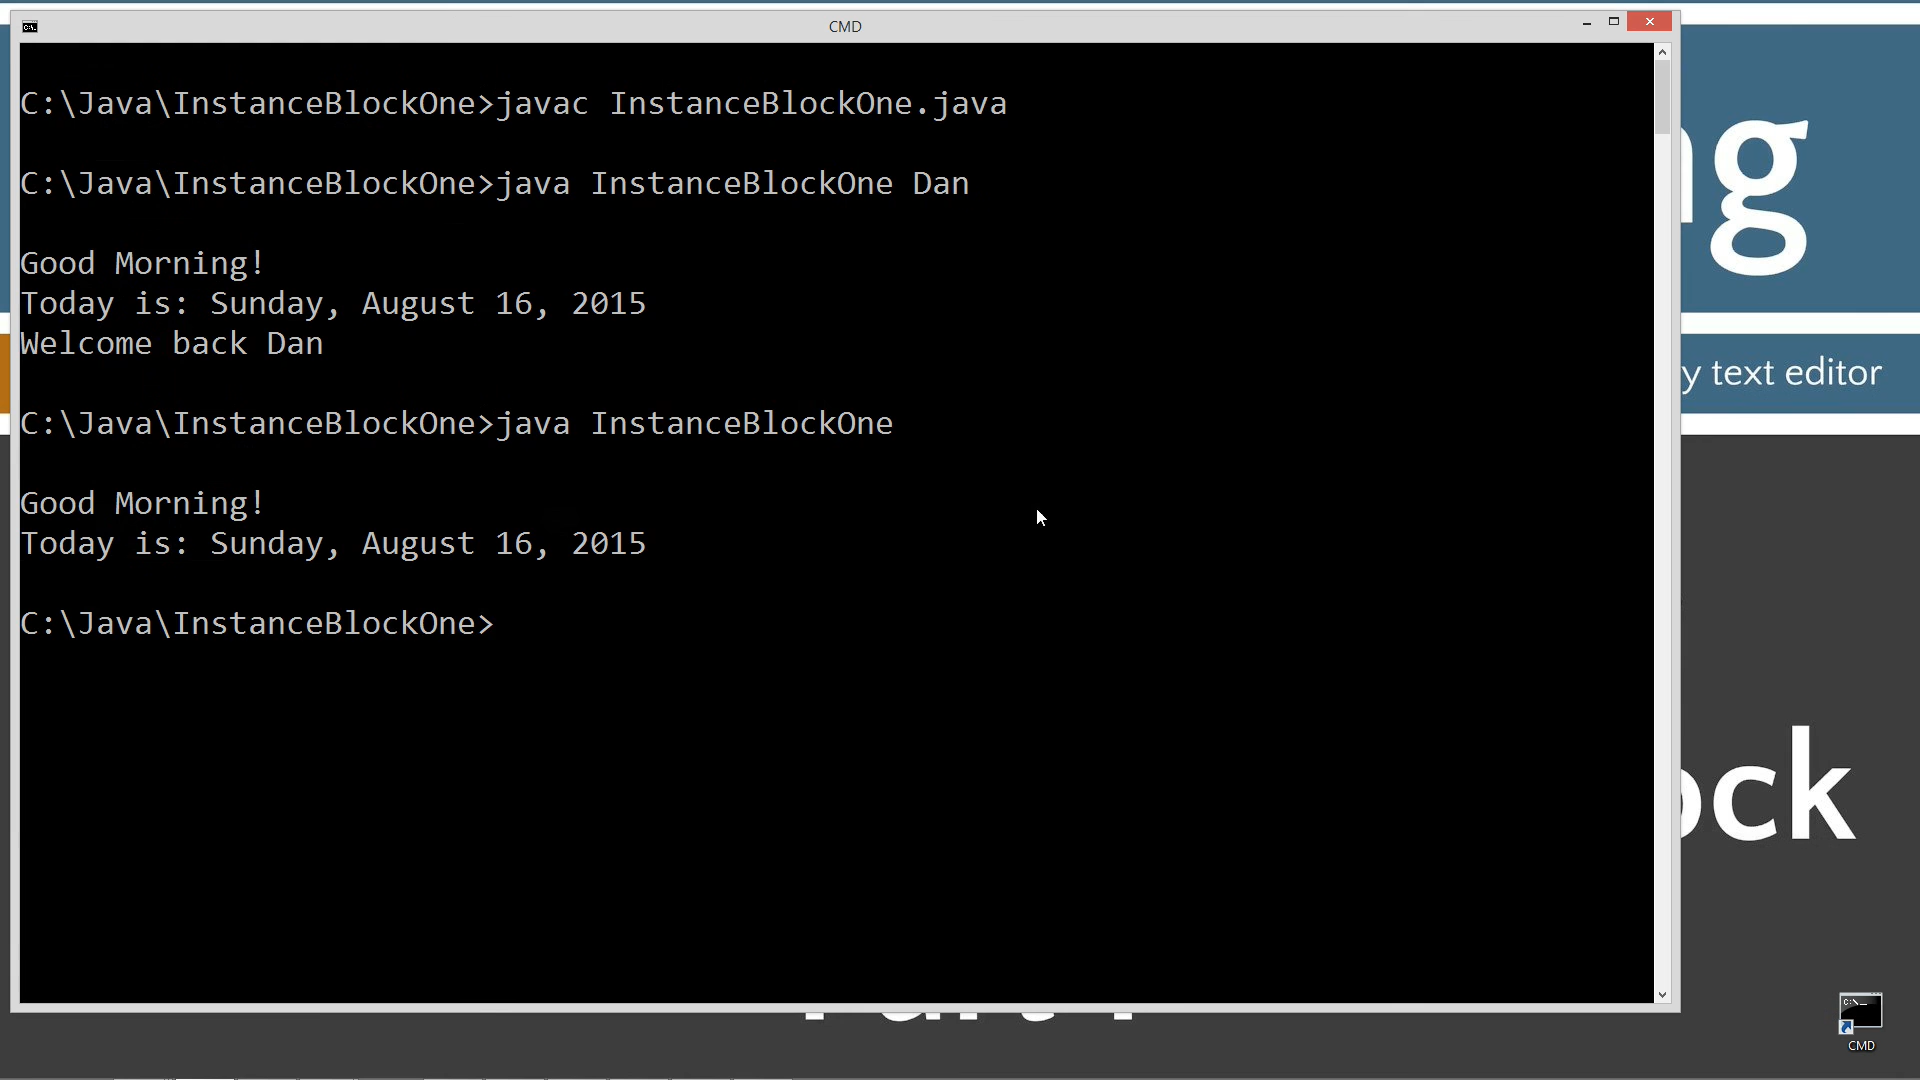 CMD
C:\Java\InstanceBlockOne>javac InstanceBlockOne.java
C:\Java\InstanceBlockOne>java InstanceBlockOne Dan
Good Morning!
Today is: Sunday, August 16, 2015
Welcome back Dan
C:\Java\InstanceBlockOne>java InstanceBlockOne
Good Morning!
Today is: Sunday, August 16, 2015
C:\Java\InstanceBlockOne>
g
y text editor
ock
CMD